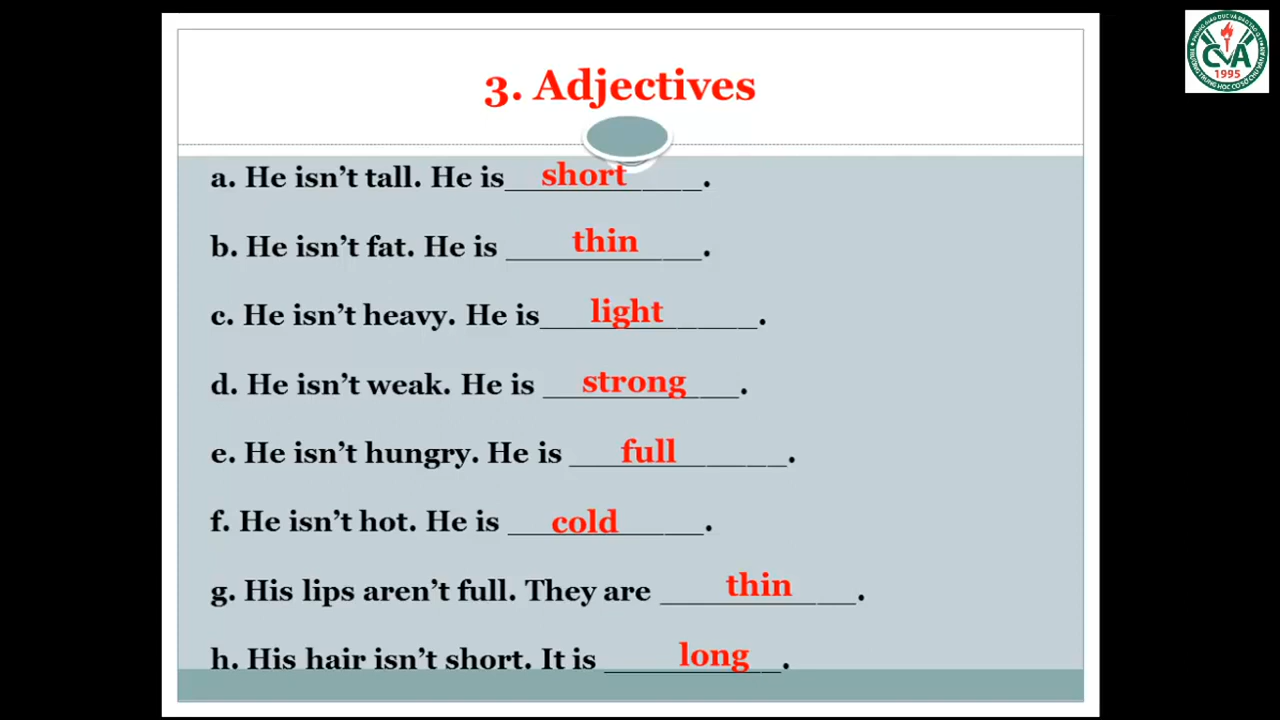 3. Adjectives
a. He isn’t tall. He is short.
b. He isn’t fat. He is thin.
c. He isn’t heavy. He is light.
d. He isn’t weak. He is strong.
e. He isn’t hungry. He is full.
f. He isn’t hot. He is cold.
g. His lips aren’t full. They are thin.
h. His hair isn’t short. It is long.
CVA
1995